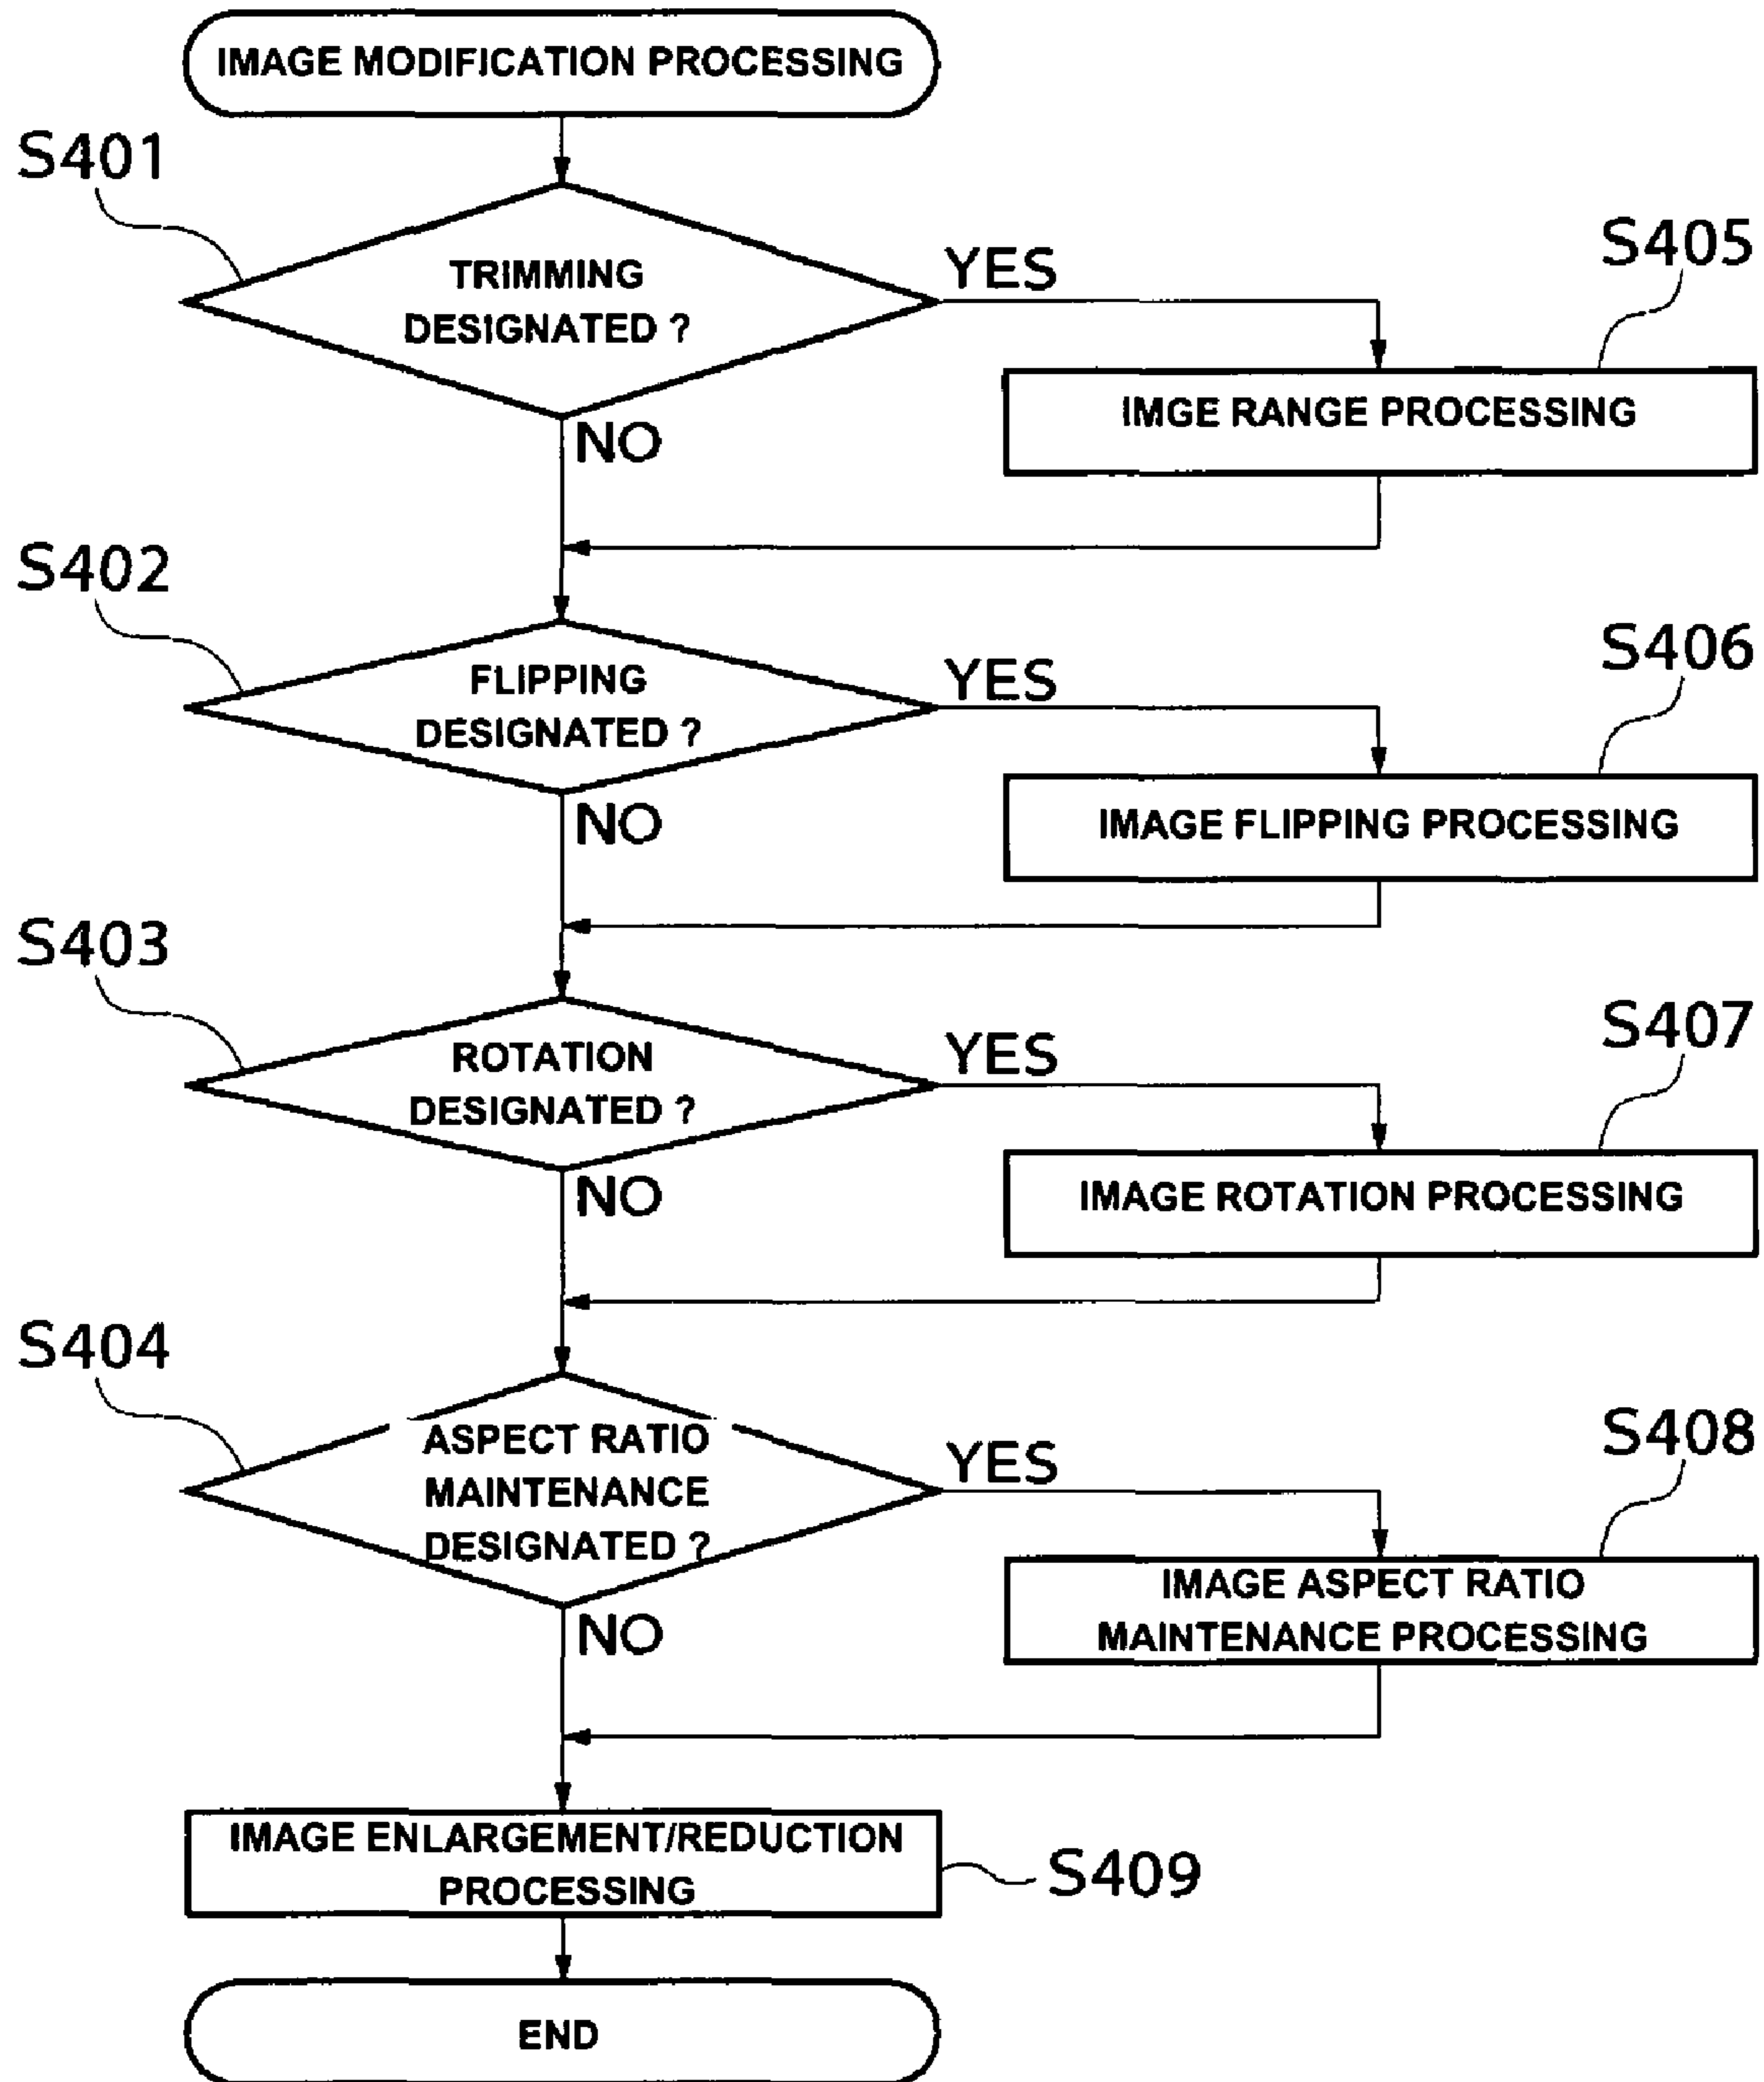 IMAGE MODIFICATION PROCESSING
S401
TRIMMING
DESIGNATED ?
YES
NO
S405
IMGE RANGE PROCESSING
S402
FLIPPING
DESIGNATED ?
YES
NO
S406
IMAGE FLIPPING PROCESSING
S403
ROTATION
DESIGNATED ?
YES
NO
S407
IMAGE ROTATION PROCESSING
S404
ASPECT RATIO
MAINTENANCE
DESIGNATED ?
YES
NO
S408
IMAGE ASPECT RATIO
MAINTENANCE PROCESSING
IMAGE ENLARGEMENT/REDUCTION
PROCESSING
S409
END